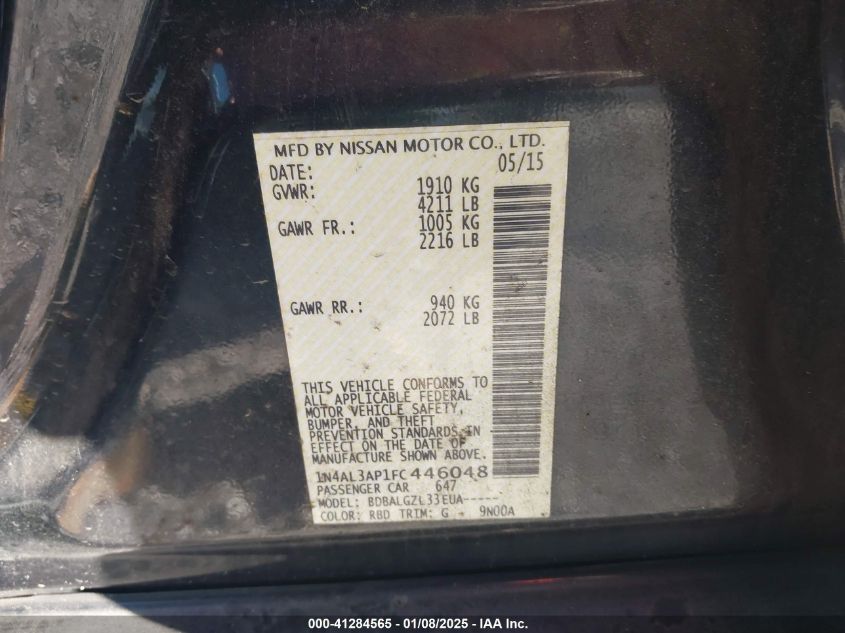 MFD BY NISSAN MOTOR CO., LTD.
DATE: 05/15
GVWR: 1910 KG
4211 LB
GAWR FR.: 1005 KG
2216 LB
GAWR RR.: 940 KG
2072 LB
THIS VEHICLE CONFORMS TO
ALL APPLICABLE FEDERAL
MOTOR VEHICLE SAFETY,
BUMPER, AND THEFT
PREVENTION STANDARDS IN
EFFECT ON THE DATE OF
MANUFACTURE SHOWN ABOVE.
1N4AL3AP1FC446048
PASSENGER CAR 647
MODEL: BDBALGZL33EUA-----
COLOR: RBD TRIM: G 9N00A
000-41284565 | 01/08/2025 | © IAA, Inc.